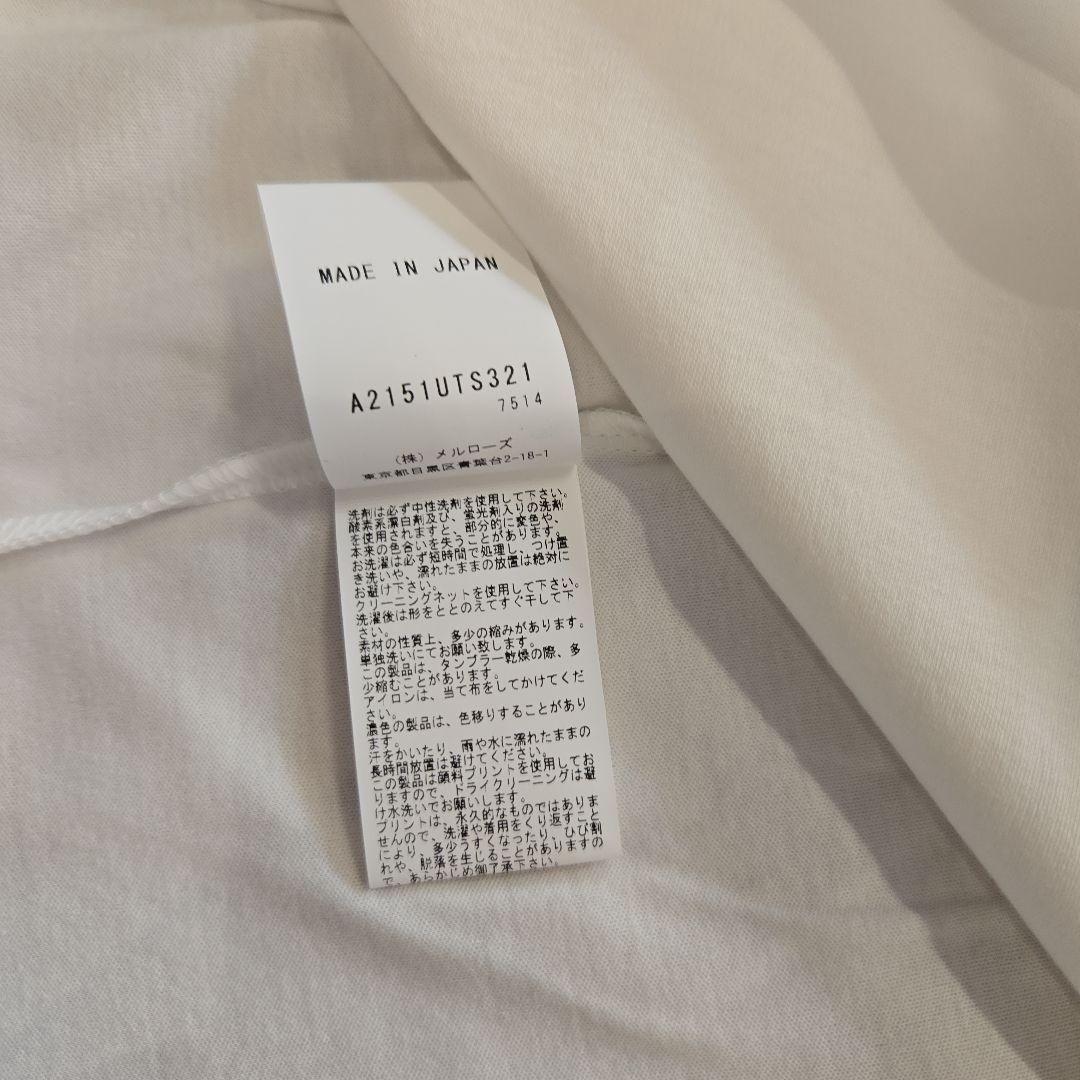 MADE IN JAPAN
A2151UTS321
7514
(株) メルローズ
東京都目黒区青葉台2-18-1
洗剤は必ず中性洗剤を使用して下さい。
酸素系漂白剤及び、蛍光剤入りの洗剤
を使用されますと、部分的に変色や、
本来の色合いを失うことがあります。
お洗濯は必ず短時間で処理し、つけ置
き洗いや、濡れたままの放置は絶対に
お避け下さい。
クリーニングネットを使用して下さい。
洗濯後は形をととのえてすぐ干して下
さい。
素材の性質上、多少の縮みがあります。
単独洗いにてお願い致します。
この製品は、タンブラー乾燥の際、多
少縮むことがあります。
アイロンは、当て布をしてかけてくだ
さい。
濃色の製品は、色移りすることがあり
ます。
汗をかいたり、雨や水に濡れたままの
長時間放置は避けてください。
この製品は顔料プリントを使用してお
りますので、ドライクリーニングは避
け水洗いでお願いします。
プリントは、永久的なものではありま
せんので、洗濯や着用をくり返すこと
により、多少うすくなったり、ひび割
れや、脱落を生じることがありますの
で、あらかじめ御了承下さい。